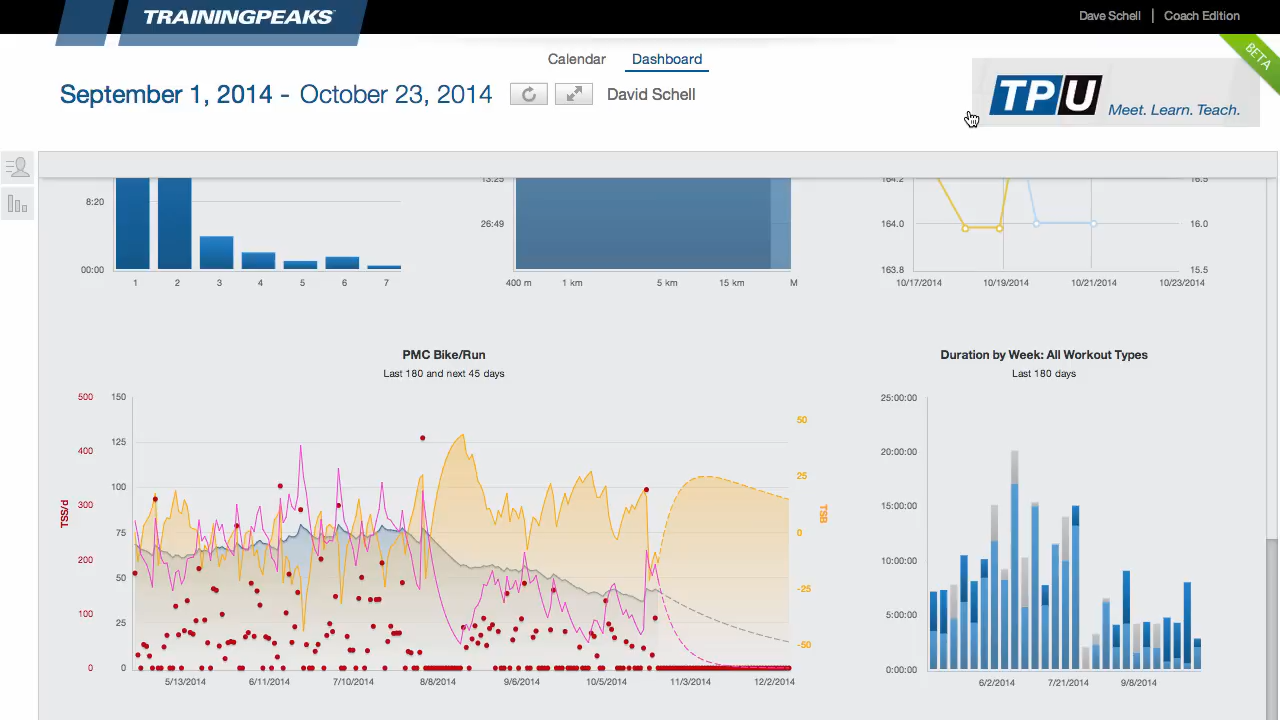 TRAININGPEAKS
Dave Schell | Coach Edition
BETA
Calendar Dashboard
September 1, 2014 - October 23, 2014 David Schell
TPU Meet. Learn. Teach.
8:20
00:00
1 2 3 4 5 6 7
13:25
26:49
400 m 1 km 5 km 15 km M
164.2 16.5
164.0 16.0
163.8 15.5
10/17/2014 10/19/2014 10/21/2014 10/23/2014
PMC Bike/Run
Last 180 and next 45 days
500 150
400 125
300 100
200 75
100 50
0 25
0
TSS/d
50
25
0
-25
-50
TSB
5/13/2014 6/11/2014 7/10/2014 8/8/2014 9/6/2014 10/5/2014 11/3/2014 12/2/2014
Duration by Week: All Workout Types
Last 180 days
25:00:00
20:00:00
15:00:00
10:00:00
5:00:00
0:00:00
6/2/2014 7/21/2014 9/8/2014